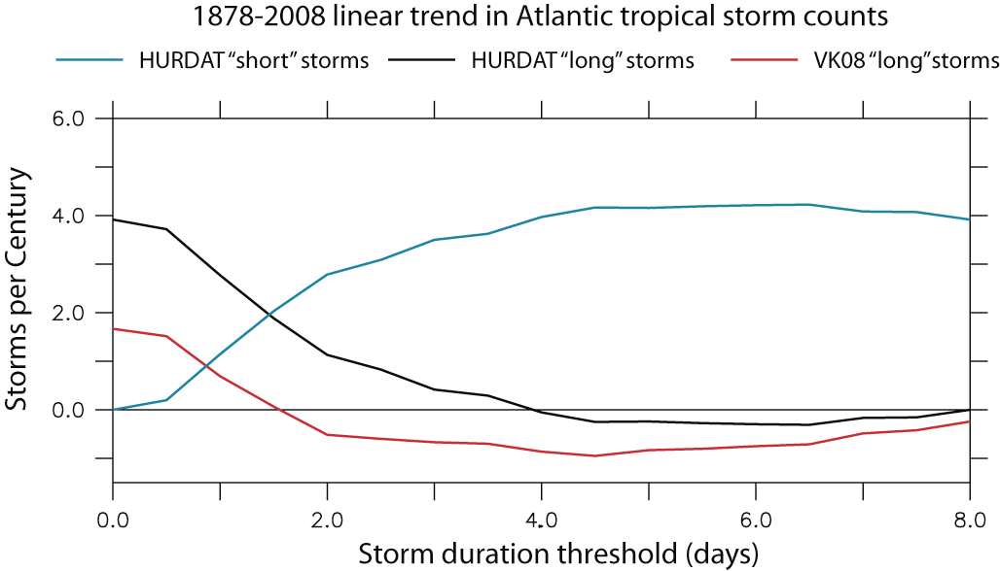 1878-2008 linear trend in Atlantic tropical storm counts
HURDAT “short” storms HURDAT “long” storms VK08 “long” storms
6.0
4.0
2.0
0.0
Storms per Century
0.0 2.0 4.0 6.0 8.0
Storm duration threshold (days)